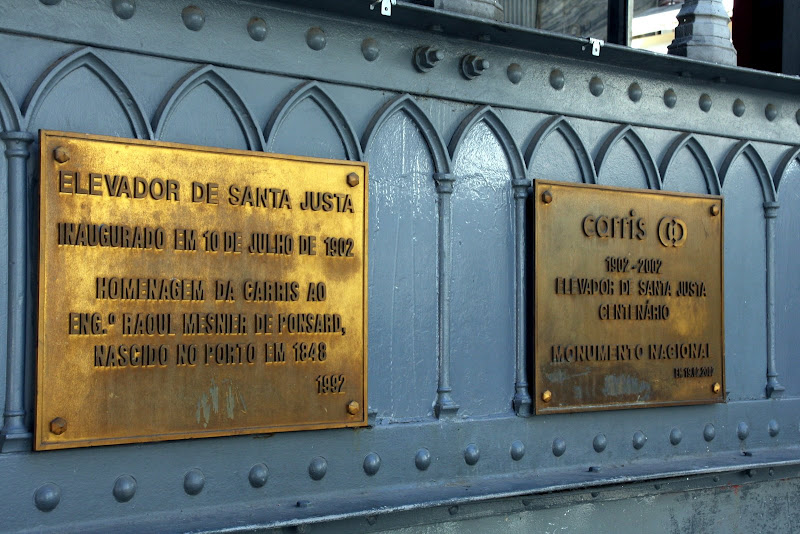 ELEVADOR DE SANTA JUSTA
INAUGURADO EM 10 DE JULHO DE 1902
HOMENAGEM DA CARRIS AO
ENG.º RAOUL MESNIER DE PONSARD,
NASCIDO NO PORTO EM 1848
1992
carris
1902-2002
ELEVADOR DE SANTA JUSTA
CENTENÁRIO
MONUMENTO NACIONAL